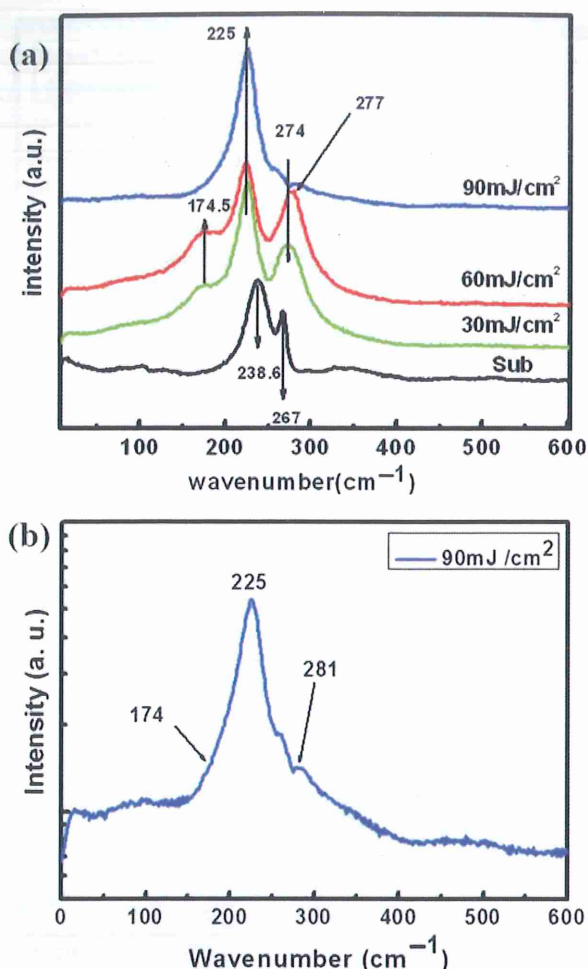 (a)
225
277
274
174.5
90mJ/cm²
60mJ/cm²
30mJ/cm²
Sub
238.6
267
intensity (a.u.)
100 200 300 400 500 600
wavenumber(cm⁻¹)
(b)
90mJ /cm²
225
281
174
Intensity (a. u.)
0 100 200 300 400 500 600
Wavenumber (cm⁻¹)